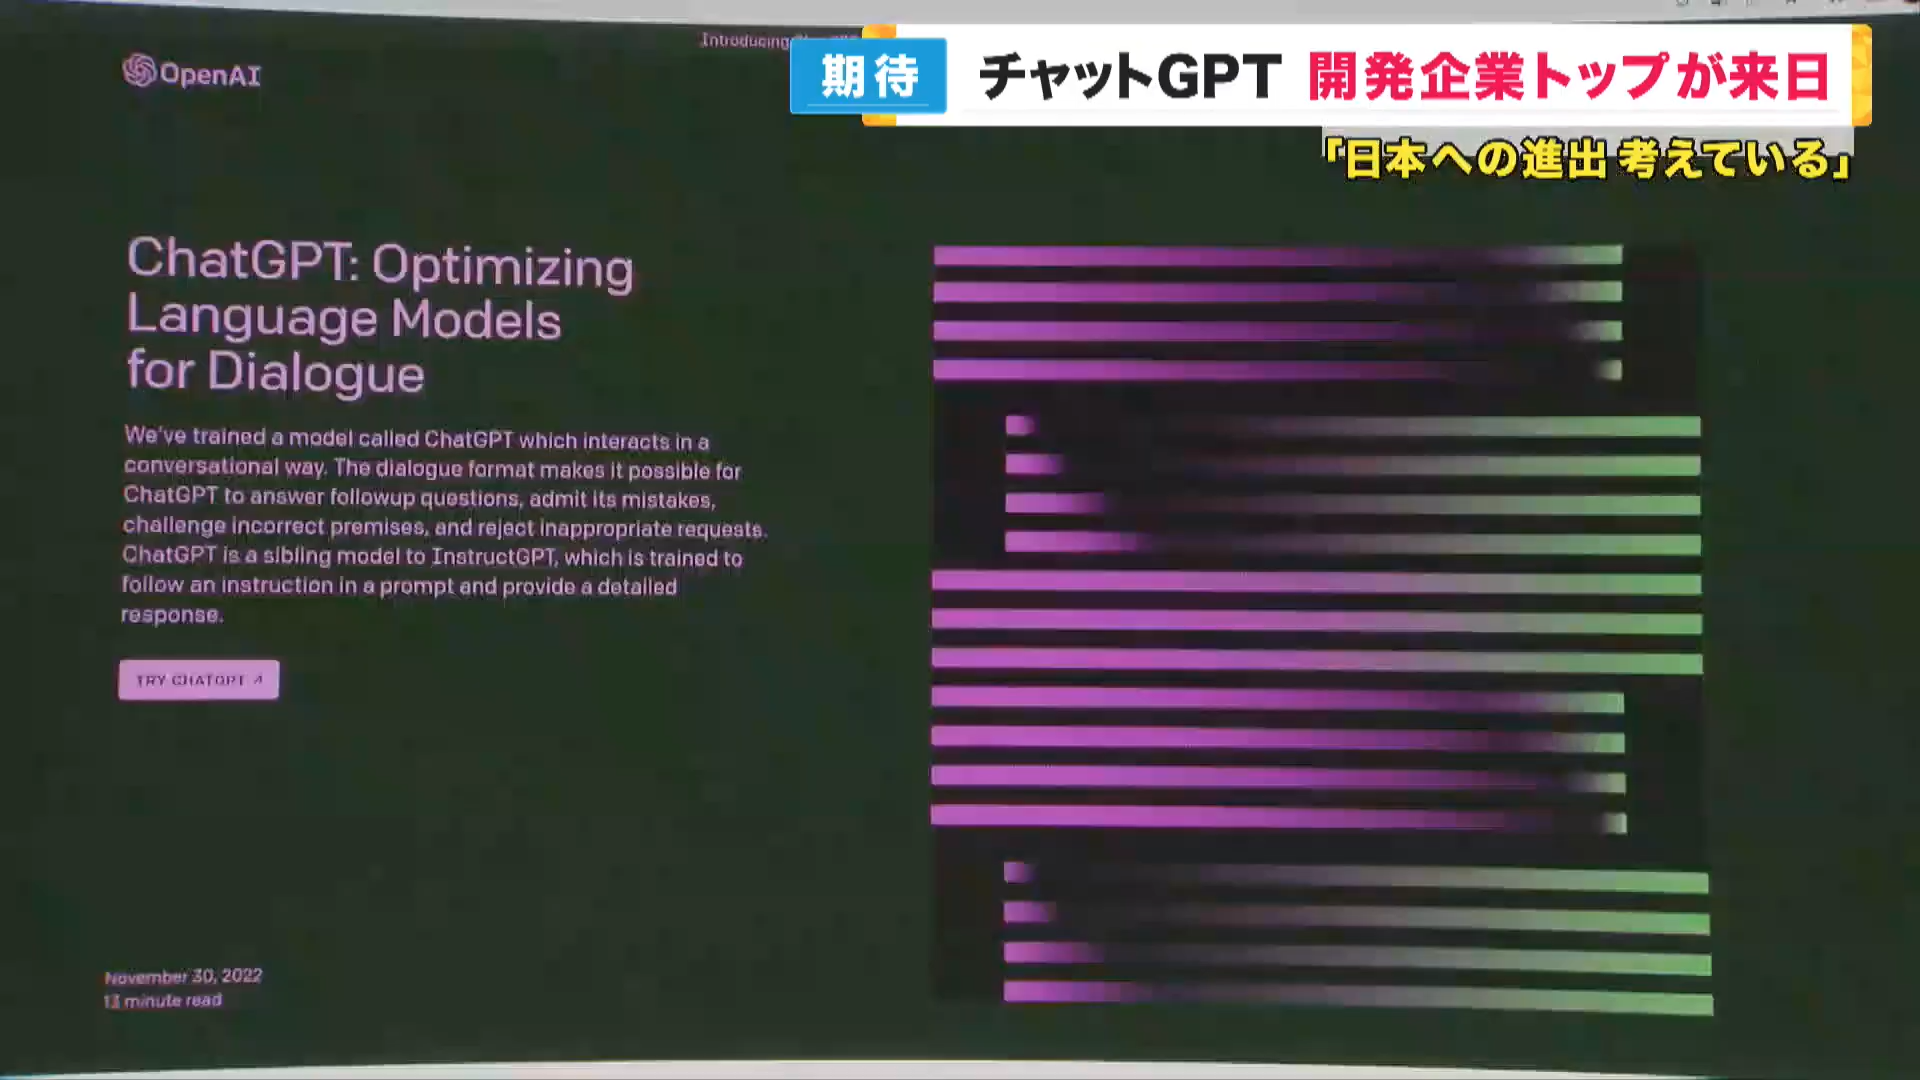 Introducing
OpenAI
期待
チャットGPT 開発企業トップが来日
「日本への進出 考えている」
ChatGPT: Optimizing
Language Models
for Dialogue
We've trained a model called ChatGPT which interacts in a
conversational way. The dialogue format makes it possible for
ChatGPT to answer followup questions, admit its mistakes,
challenge incorrect premises, and reject inappropriate requests.
ChatGPT is a sibling model to InstructGPT, which is trained to
follow an instruction in a prompt and provide a detailed
response.
TRY CHATGPT ↗
November 30, 2022
13 minute read